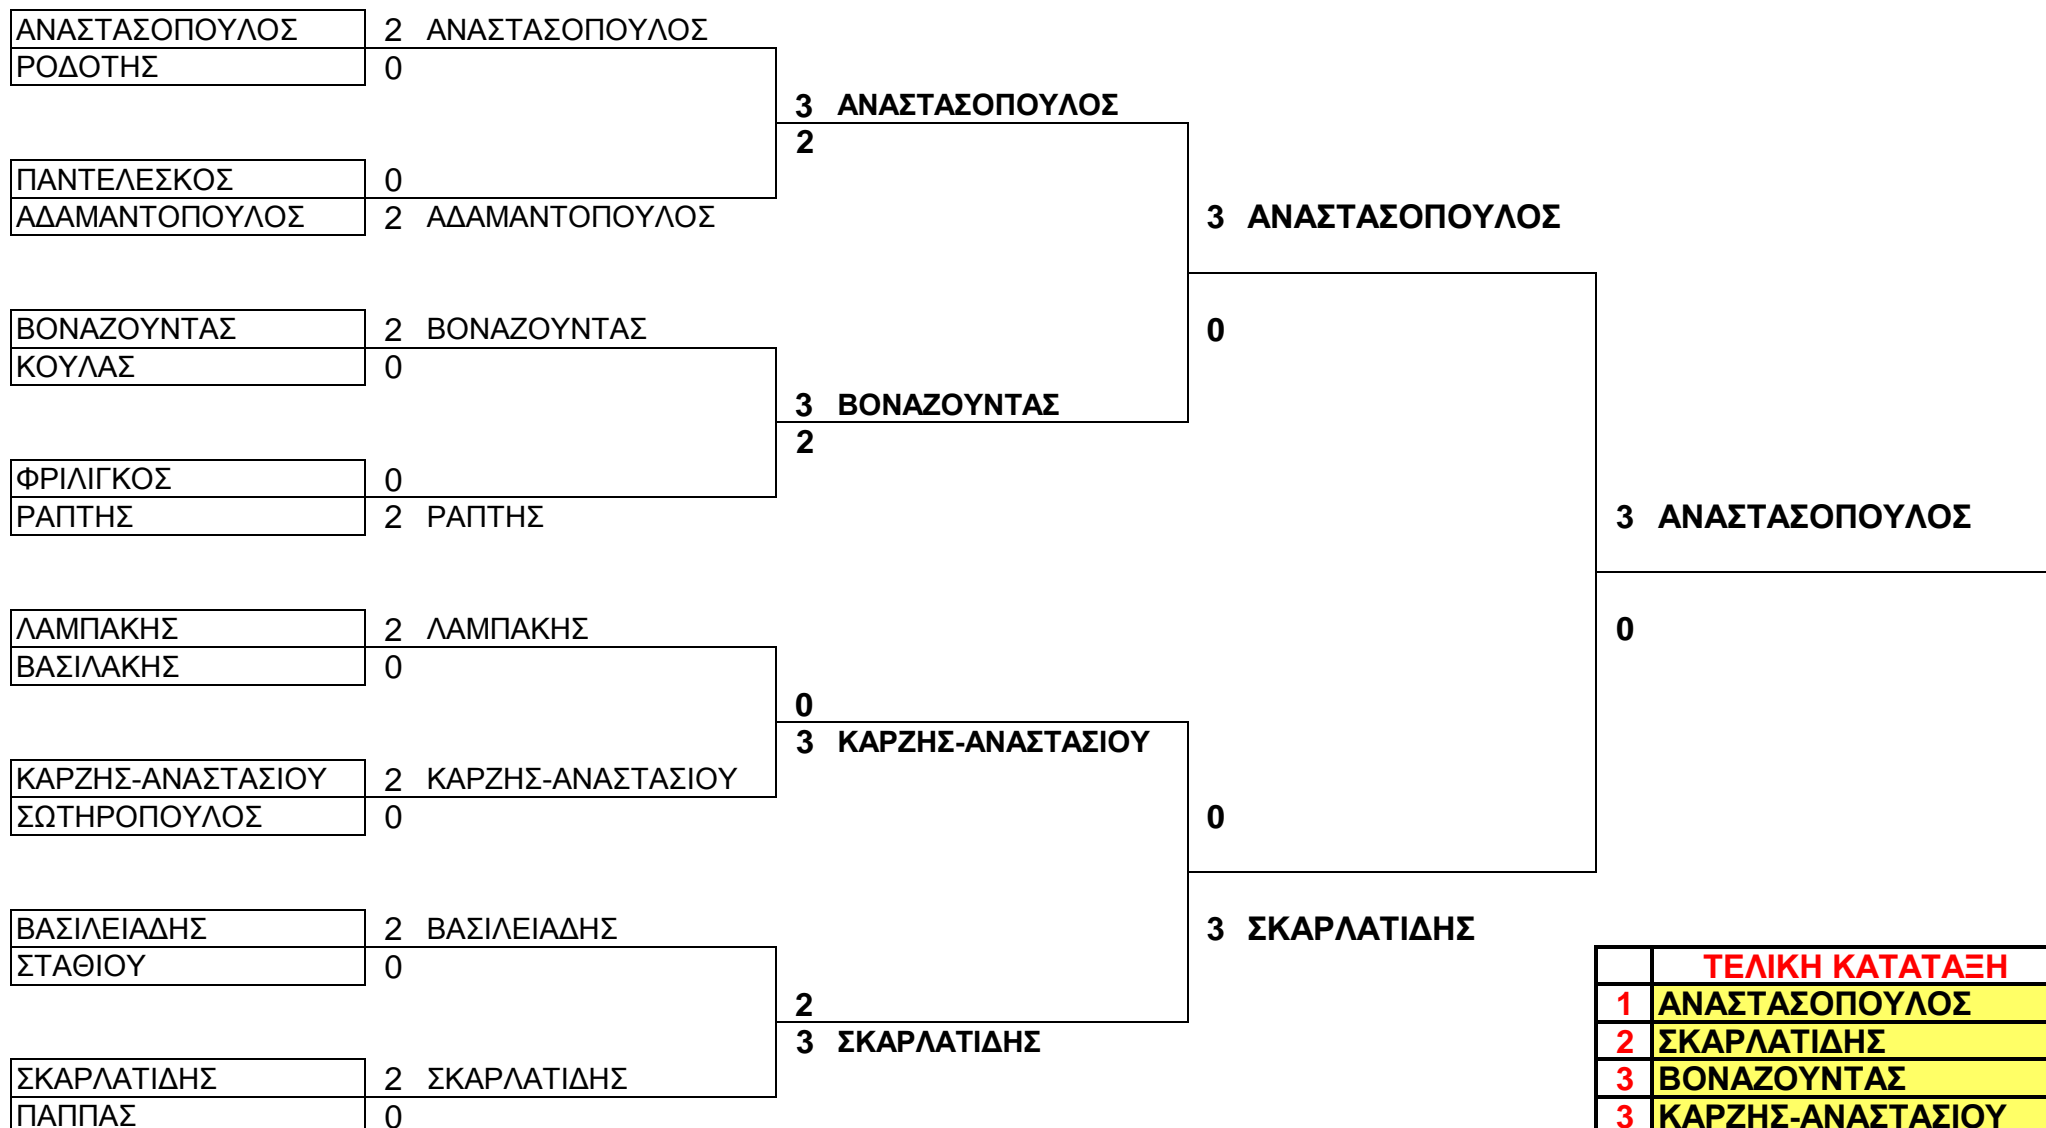 ΑΝΑΣΤΑΣΟΠΟΥΛΟΣ 2 ΑΝΑΣΤΑΣΟΠΟΥΛΟΣ
ΡΟΔΟΤΗΣ 0
3 ΑΝΑΣΤΑΣΟΠΟΥΛΟΣ
2
ΠΑΝΤΕΛΕΣΚΟΣ 0
ΑΔΑΜΑΝΤΟΠΟΥΛΟΣ 2 ΑΔΑΜΑΝΤΟΠΟΥΛΟΣ 3 ΑΝΑΣΤΑΣΟΠΟΥΛΟΣ
ΒΟΝΑΖΟΥΝΤΑΣ 2 ΒΟΝΑΖΟΥΝΤΑΣ 0
ΚΟΥΛΑΣ 0
3 ΒΟΝΑΖΟΥΝΤΑΣ
2
ΦΡΙΛΙΓΚΟΣ 0
ΡΑΠΤΗΣ 2 ΡΑΠΤΗΣ 3 ΑΝΑΣΤΑΣΟΠΟΥΛΟΣ
ΛΑΜΠΑΚΗΣ 2 ΛΑΜΠΑΚΗΣ 0
ΒΑΣΙΛΑΚΗΣ 0
0
3 ΚΑΡΖΗΣ-ΑΝΑΣΤΑΣΙΟΥ
ΚΑΡΖΗΣ-ΑΝΑΣΤΑΣΙΟΥ 2 ΚΑΡΖΗΣ-ΑΝΑΣΤΑΣΙΟΥ
ΣΩΤΗΡΟΠΟΥΛΟΣ 0 0
ΒΑΣΙΛΕΙΑΔΗΣ 2 ΒΑΣΙΛΕΙΑΔΗΣ 3 ΣΚΑΡΛΑΤΙΔΗΣ
ΣΤΑΘΙΟΥ 0 ΤΕΛΙΚΗ ΚΑΤΑΤΑΞΗ
2 1 ΑΝΑΣΤΑΣΟΠΟΥΛΟΣ
3 ΣΚΑΡΛΑΤΙΔΗΣ 2 ΣΚΑΡΛΑΤΙΔΗΣ
ΣΚΑΡΛΑΤΙΔΗΣ 2 ΣΚΑΡΛΑΤΙΔΗΣ 3 ΒΟΝΑΖΟΥΝΤΑΣ
ΠΑΠΠΑΣ 0 3 ΚΑΡΖΗΣ-ΑΝΑΣΤΑΣΙΟΥ